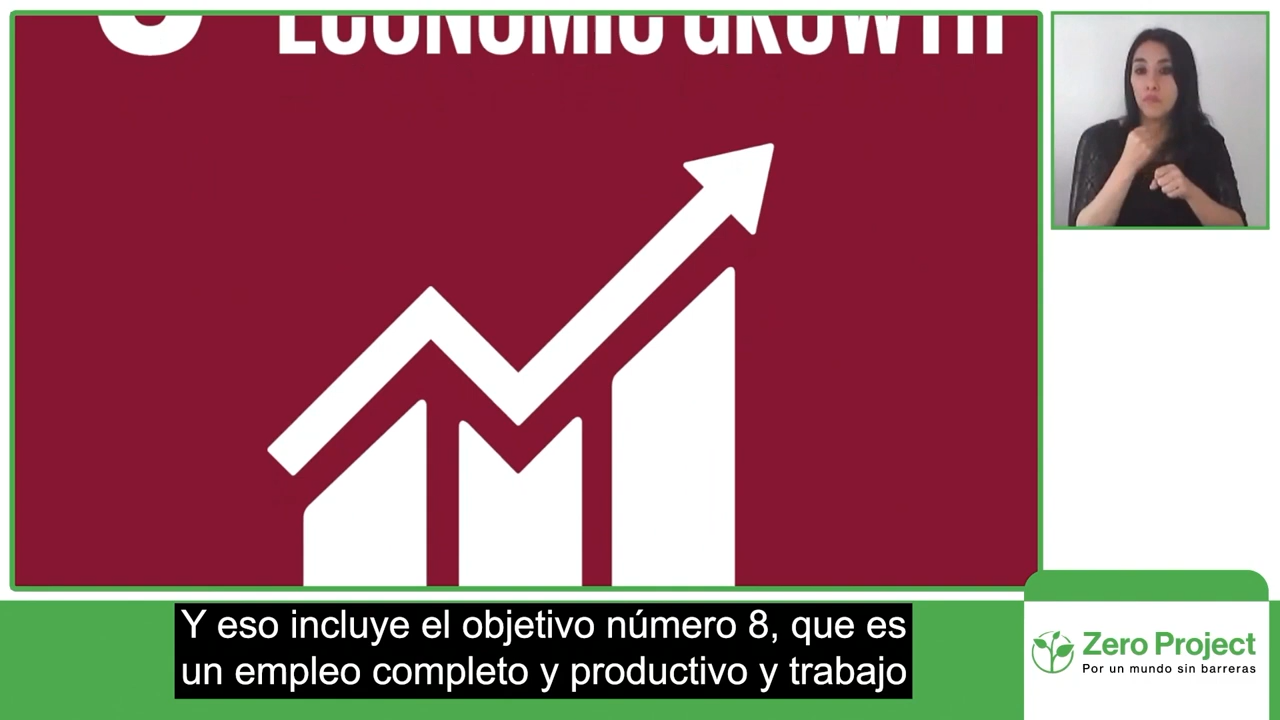 ECONOMIC GROWTH
Y eso incluye el objetivo número 8, que es
un empleo completo y productivo y trabajo
Zero Project
Por un mundo sin barreras